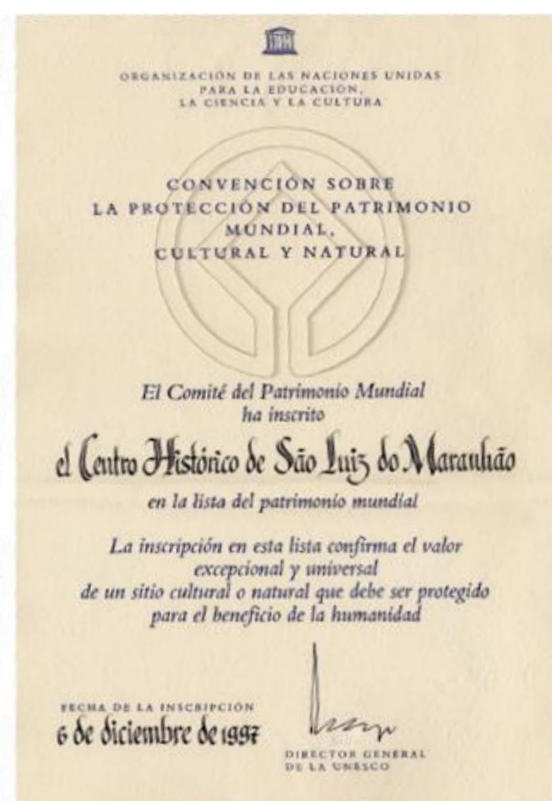 ORGANIZACIÓN DE LAS NACIONES UNIDAS
PARA LA EDUCACIÓN,
LA CIENCIA Y LA CULTURA
CONVENCIÓN SOBRE
LA PROTECCIÓN DEL PATRIMONIO
MUNDIAL,
CULTURAL Y NATURAL
El Comité del Patrimonio Mundial
ha inscrito
el Centro Histórico de São Luiz do Maranhão
en la lista del patrimonio mundial
La inscripción en esta lista confirma el valor
excepcional y universal
de un sitio cultural o natural que debe ser protegido
para el beneficio de la humanidad
FECHA DE LA INSCRIPCIÓN
6 de diciembre de 1997
DIRECTOR GENERAL
DE LA UNESCO